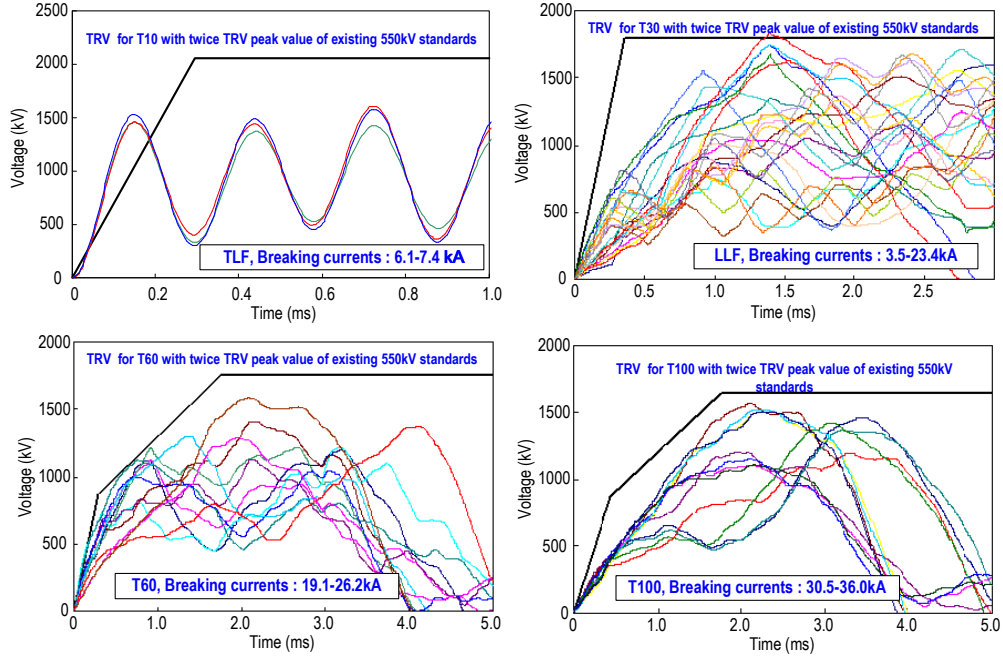 TRV for T10 with twice TRV peak value of existing 550kV standards
Voltage (kV)
2500
2000
1500
1000
500
0
TLF, Breaking currents : 6.1-7.4 kA
0 0.2 0.4 0.6 0.8 1.0
Time (ms)
TRV for T30 with twice TRV peak value of existing 550kV standards
Voltage (kV)
2000
1500
1000
500
0
LLF, Breaking currents : 3.5-23.4kA
0 1.0 1.5 2.0 2.5
Time (ms)
TRV for T60 with twice TRV peak value of existing 550kV standards
Voltage (kV)
2000
1500
1000
500
0
T60, Breaking currents : 19.1-26.2kA
0 1.0 2.0 3.0 4.0 5.0
Time (ms)
TRV for T100 with twice TRV peak value of existing 550kV
standards
Voltage (kV)
2000
1500
1000
500
0
T100, Breaking currents : 30.5-36.0kA
0 1.0 2.0 3.0 4.0 5.0
Time (ms)